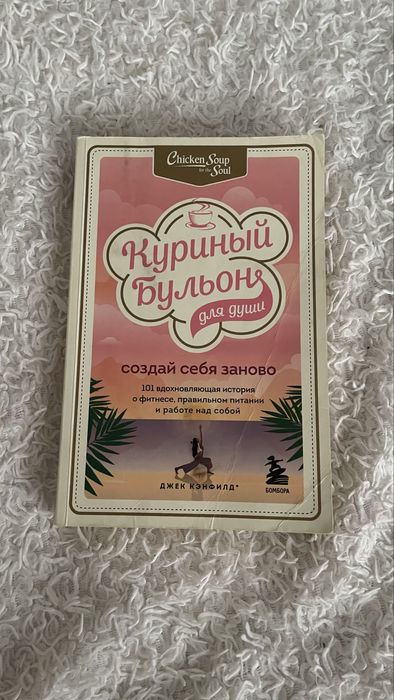 Chicken Soup
for the Soul
Куриный
Бульон
для души
создай себя заново
101 вдохновляющая история
о фитнесе, правильном питании
и работе над собой
ДЖЕК КЭНФИЛД*
БОМБОРА